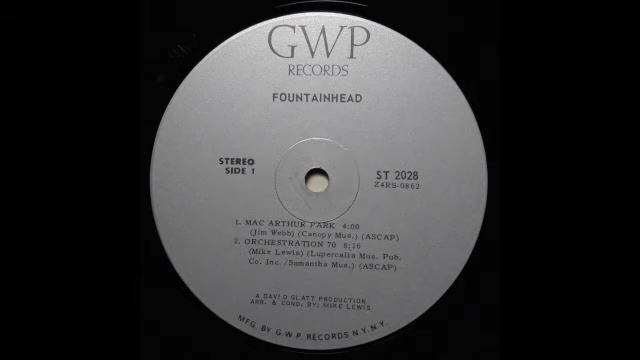 GWP
RECORDS
FOUNTAINHEAD
STEREO
SIDE 1
ST 2028
Z4RS-0862
1. MAC ARTHUR PARK 4:00
(Jim Webb) (Canopy Mus.) (ASCAP)
2. ORCHESTRATION 70 8:16
(Mike Lewis) (Lupercalia Mus. Pub.
Co. Inc. /Samantha Mus.) (ASCAP)
A DAVID GLATT PRODUCTION
ARR. & COND. BY: MIKE LEWIS
MFG. BY G.W.P. RECORDS N.Y.N.Y.